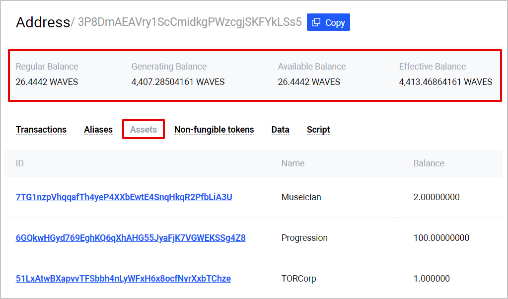 Address/ 3P8DmAEAVry1ScCmidkgPWzcgjSKFYkLSs5 Copy
Regular Balance Generating Balance Available Balance Effective Balance
26.4442 WAVES 4,407.28504161 WAVES 26.4442 WAVES 4,413.46864161 WAVES
Transactions Aliases Assets Non-fungible tokens Data Script
ID Name Balance
7TG1nzpVhqqafTh4yeP4XXbEwtE4SnqHkqR2PfbLiA3U Museician 2.00000000
6GQkwHGyd769EghKQ6qXhAHG55JyaFjK7VGWEKSSg4Z8 Progression 100.00000000
51LxAtwBXapvvTFSbbh4nLyWFxH6x8ocfNvrXxbTChze TORCorp 1.000000